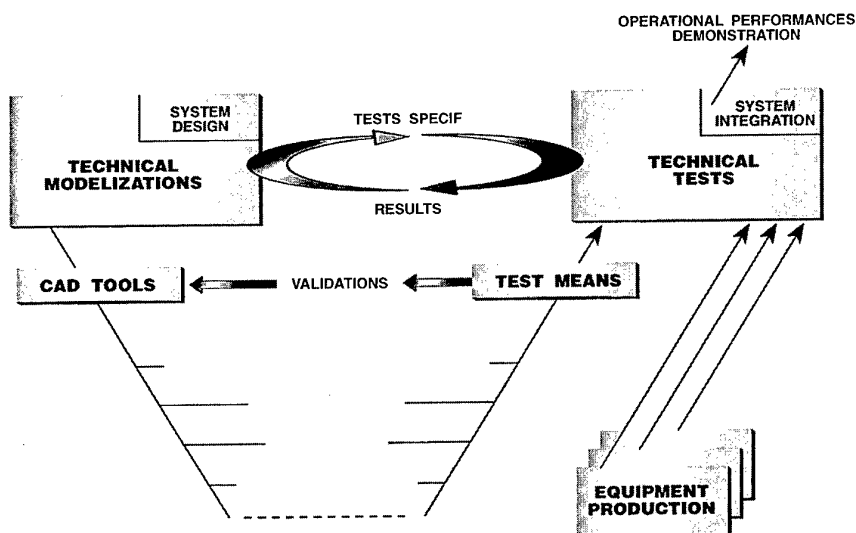 OPERATIONAL PERFORMANCES
DEMONSTRATION
SYSTEM
DESIGN
TECHNICAL
MODELIZATIONS
TESTS SPECIF
RESULTS
SYSTEM
INTEGRATION
TECHNICAL
TESTS
CAD TOOLS
VALIDATIONS
TEST MEANS
EQUIPMENT
PRODUCTION